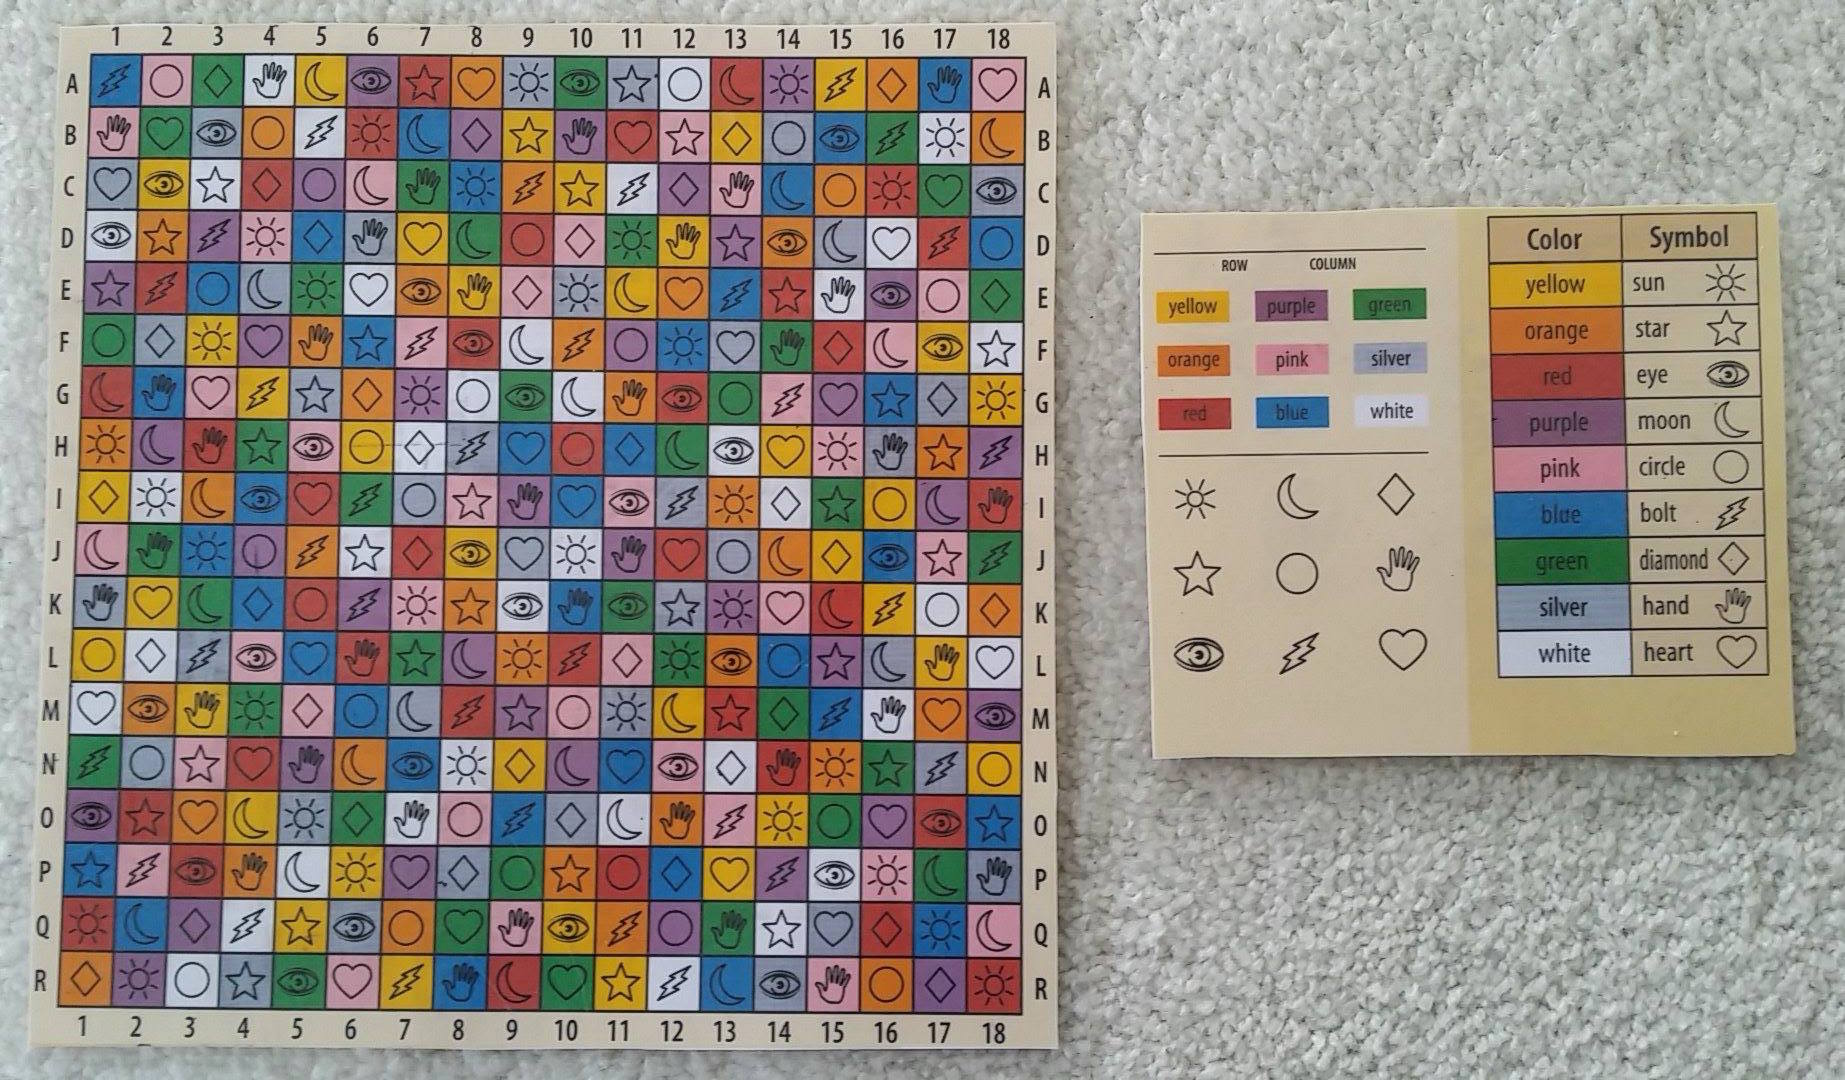 1 2 3 4 5 6 7 8 9 10 11 12 13 14 15 16 17 18
A A
B B
C C
D D
E E
F F
G G
H H
I I
J J
K K
L L
M M
N N
O O
P P
Q Q
R R
1 2 3 4 5 6 7 8 9 10 11 12 13 14 15 16 17 18
ROW COLUMN
yellow purple green
orange pink silver
red blue white
Color Symbol
yellow sun
orange star
red eye
purple moon
pink circle
blue bolt
green diamond
silver hand
white heart